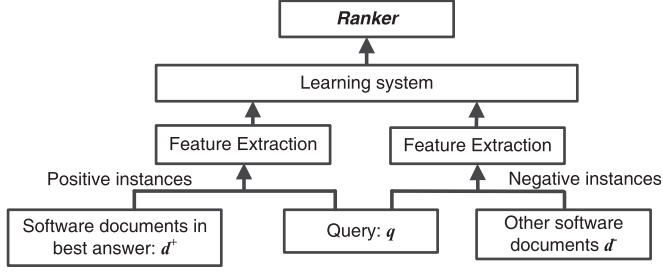 Ranker
Learning system
Feature Extraction
Feature Extraction
Positive instances
Negative instances
Software documents in
best answer: d⁺
Query: q
Other software
documents d⁻